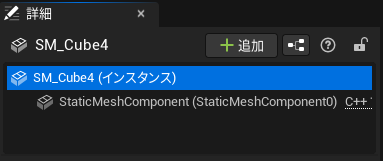 詳細
SM_Cube4
追加
SM_Cube4 (インスタンス)
StaticMeshComponent (StaticMeshComponent0) C++